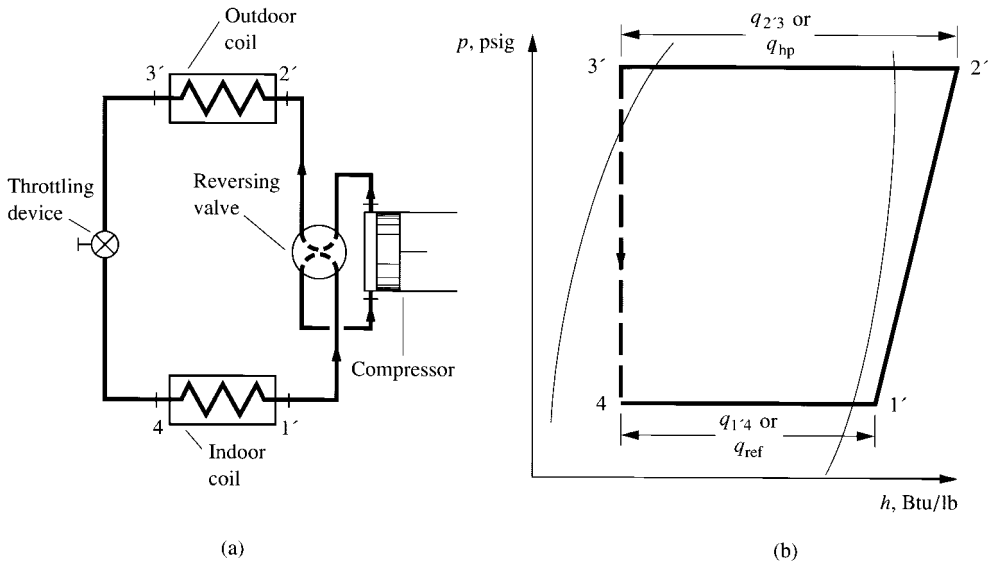 Outdoor
coil
3´
2´
Throttling
device
Reversing
valve
Compressor
4
1´
Indoor
coil
(a)
p, psig
q2´3 or
qhp
3´
2´
4
1´
q1´4 or
qref
h, Btu/lb
(b)